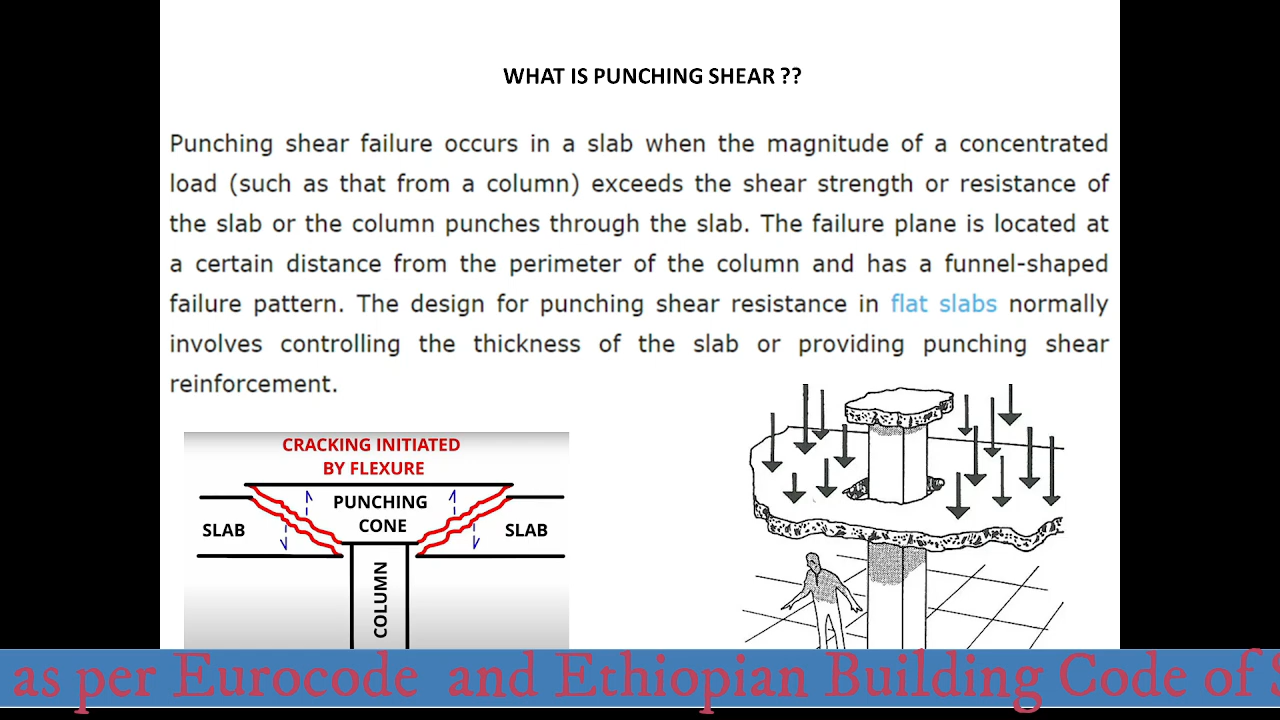 WHAT IS PUNCHING SHEAR ??
Punching shear failure occurs in a slab when the magnitude of a concentrated
load (such as that from a column) exceeds the shear strength or resistance of
the slab or the column punches through the slab. The failure plane is located at
a certain distance from the perimeter of the column and has a funnel-shaped
failure pattern. The design for punching shear resistance in flat slabs normally
involves controlling the thickness of the slab or providing punching shear
reinforcement.
CRACKING INITIATED
BY FLEXURE
PUNCHING
CONE
SLAB
SLAB
COLUMN
as per Eurocode and Ethiopian Building Code of S